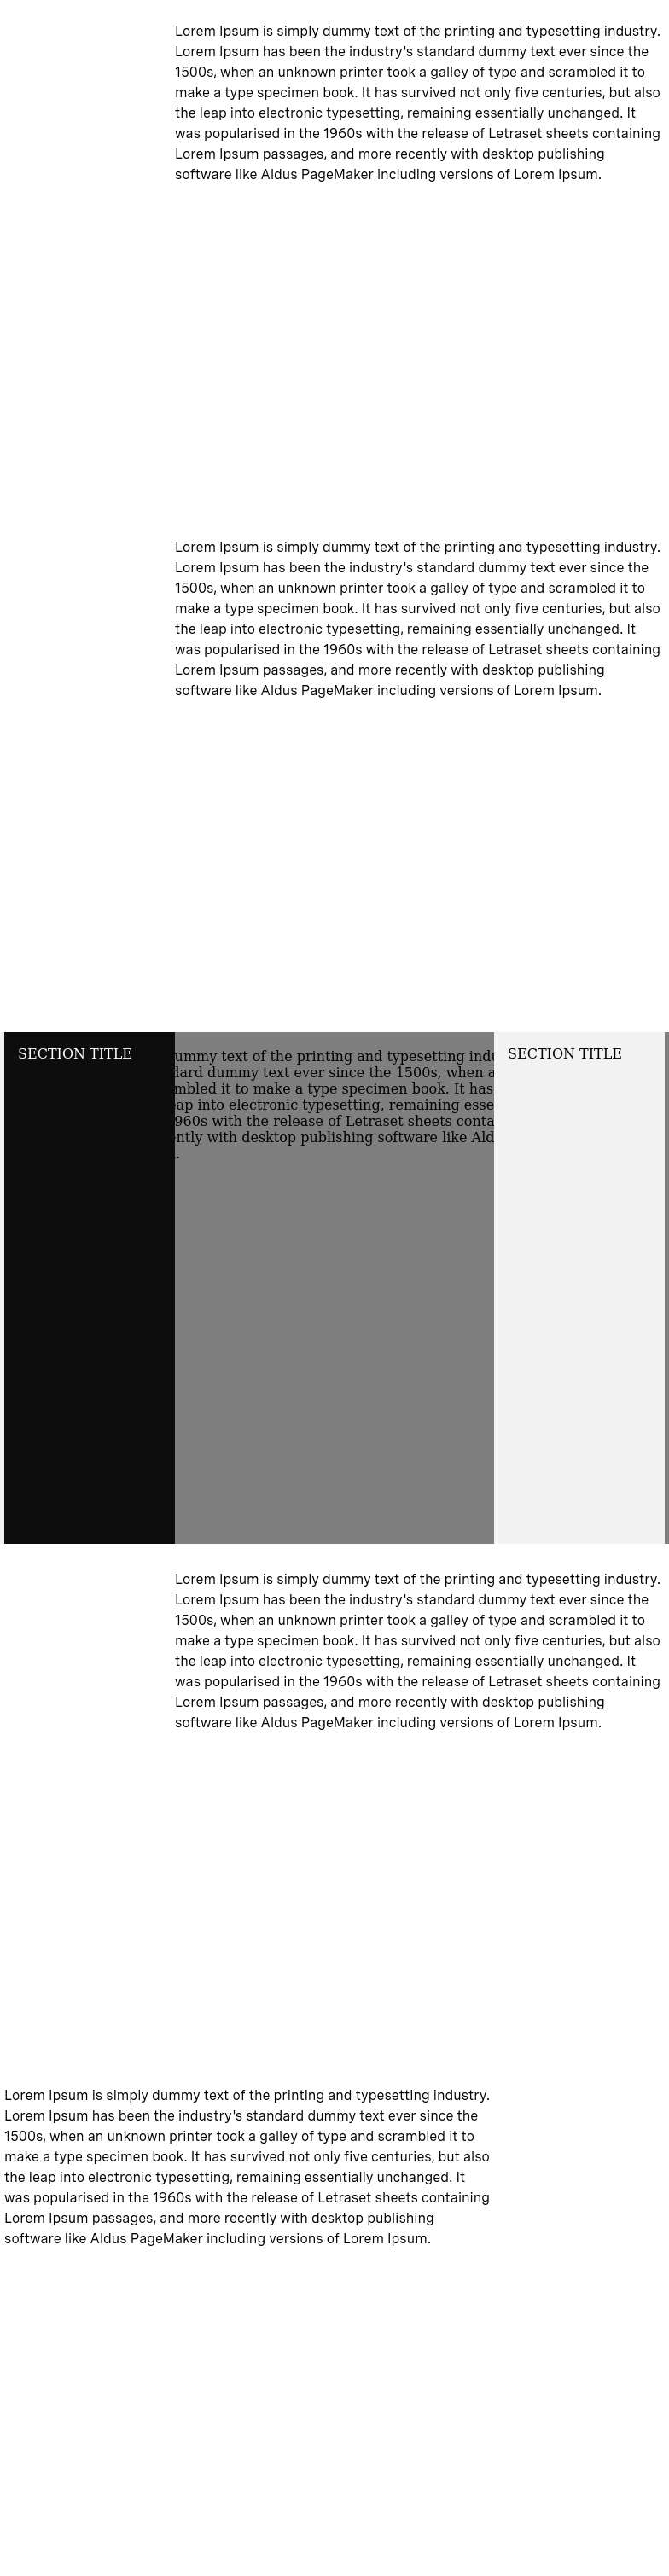 Lorem Ipsum is simply dummy text of the printing and typesetting industry.
Lorem Ipsum has been the industry's standard dummy text ever since the
1500s, when an unknown printer took a galley of type and scrambled it to
make a type specimen book. It has survived not only five centuries, but also
the leap into electronic typesetting, remaining essentially unchanged. It
was popularised in the 1960s with the release of Letraset sheets containing
Lorem Ipsum passages, and more recently with desktop publishing
software like Aldus PageMaker including versions of Lorem Ipsum.
Lorem Ipsum is simply dummy text of the printing and typesetting industry.
Lorem Ipsum has been the industry's standard dummy text ever since the
1500s, when an unknown printer took a galley of type and scrambled it to
make a type specimen book. It has survived not only five centuries, but also
the leap into electronic typesetting, remaining essentially unchanged. It
was popularised in the 1960s with the release of Letraset sheets containing
Lorem Ipsum passages, and more recently with desktop publishing
software like Aldus PageMaker including versions of Lorem Ipsum.
SECTION TITLE
ummy text of the printing and typesetting indu
dard dummy text ever since the 1500s, when a
mbled it to make a type specimen book. It has
eap into electronic typesetting, remaining esse
960s with the release of Letraset sheets conta
ently with desktop publishing software like Ald
.
SECTION TITLE
Lorem Ipsum is simply dummy text of the printing and typesetting industry.
Lorem Ipsum has been the industry's standard dummy text ever since the
1500s, when an unknown printer took a galley of type and scrambled it to
make a type specimen book. It has survived not only five centuries, but also
the leap into electronic typesetting, remaining essentially unchanged. It
was popularised in the 1960s with the release of Letraset sheets containing
Lorem Ipsum passages, and more recently with desktop publishing
software like Aldus PageMaker including versions of Lorem Ipsum.
Lorem Ipsum is simply dummy text of the printing and typesetting industry.
Lorem Ipsum has been the industry's standard dummy text ever since the
1500s, when an unknown printer took a galley of type and scrambled it to
make a type specimen book. It has survived not only five centuries, but also
the leap into electronic typesetting, remaining essentially unchanged. It
was popularised in the 1960s with the release of Letraset sheets containing
Lorem Ipsum passages, and more recently with desktop publishing
software like Aldus PageMaker including versions of Lorem Ipsum.